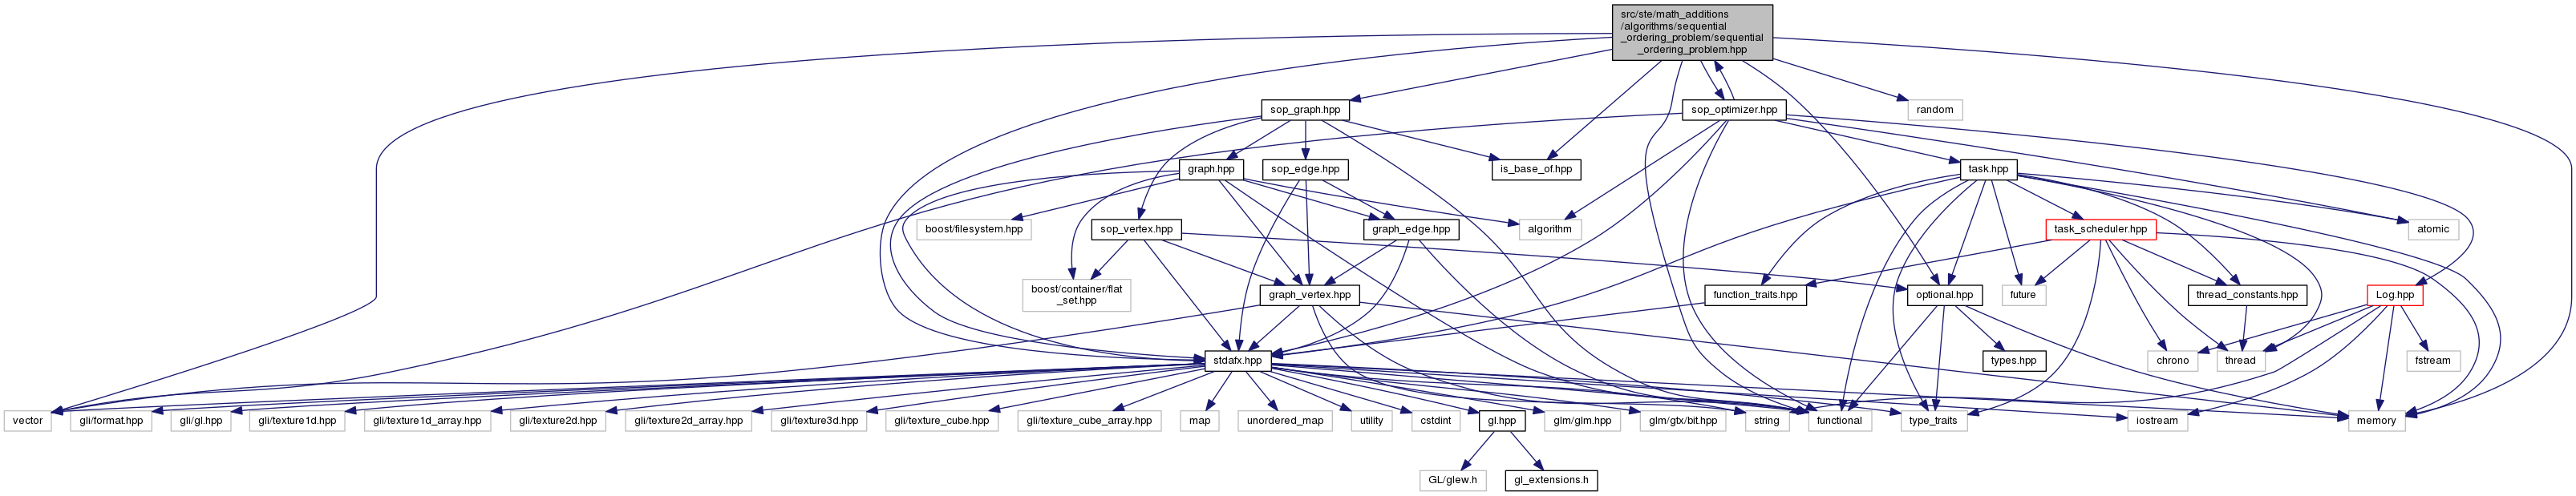 src/ste/math_additions
/algorithms/sequential
_ordering_problem/sequential
_ordering_problem.hpp
sop_graph.hpp
sop_optimizer.hpp
random
graph.hpp
sop_edge.hpp
is_base_of.hpp
task.hpp
boost/filesystem.hpp
sop_vertex.hpp
algorithm
graph_edge.hpp
task_scheduler.hpp
atomic
boost/container/flat
_set.hpp
graph_vertex.hpp
function_traits.hpp
optional.hpp
future
thread_constants.hpp
Log.hpp
stdafx.hpp
types.hpp
chrono
thread
fstream
vector
gli/format.hpp
gli/gl.hpp
gli/texture1d.hpp
gli/texture1d_array.hpp
gli/texture2d.hpp
gli/texture2d_array.hpp
gli/texture3d.hpp
gli/texture_cube.hpp
gli/texture_cube_array.hpp
map
unordered_map
utility
cstdint
gl.hpp
glm/glm.hpp
glm/gtx/bit.hpp
string
functional
type_traits
iostream
memory
GL/glew.h
gl_extensions.h